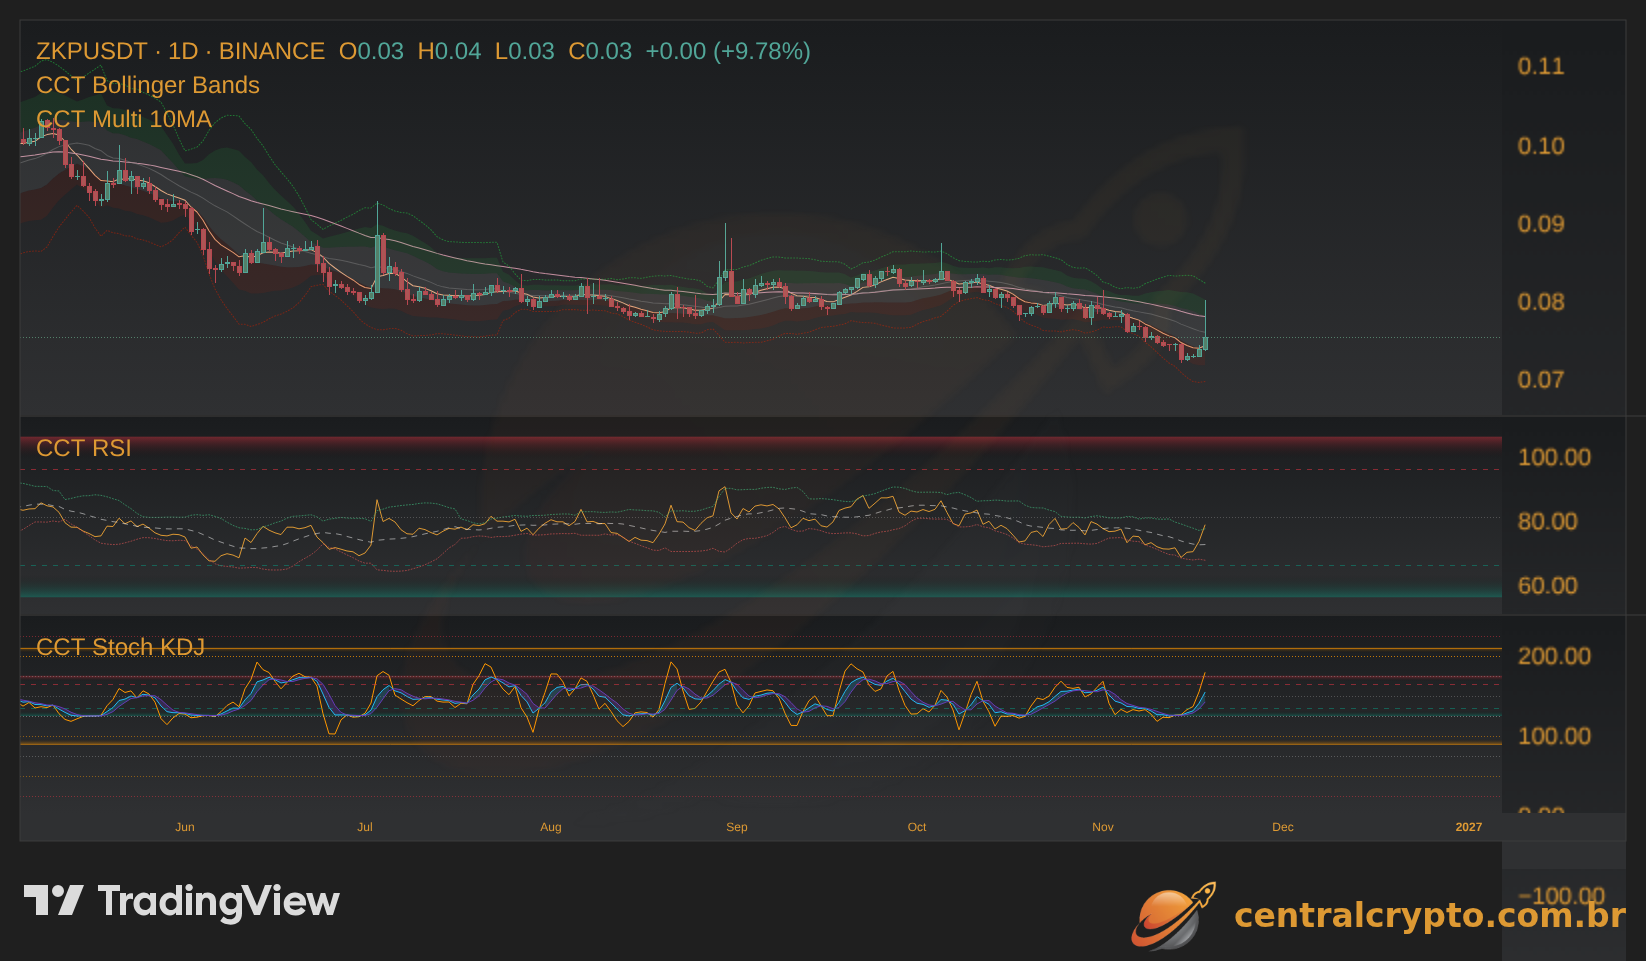 ZKPUSDT · 1D · BINANCE O0.03 H0.04 L0.03 C0.03 +0.00 (+9.78%)
CCT Bollinger Bands
CCT Multi 10MA
0.11
0.10
0.09
0.08
0.07
CCT RSI
100.00
80.00
60.00
CCT Stoch KDJ
200.00
100.00
Jun Jul Aug Sep Oct Nov Dec 2027
−100.00
TradingView
centralcrypto.com.br